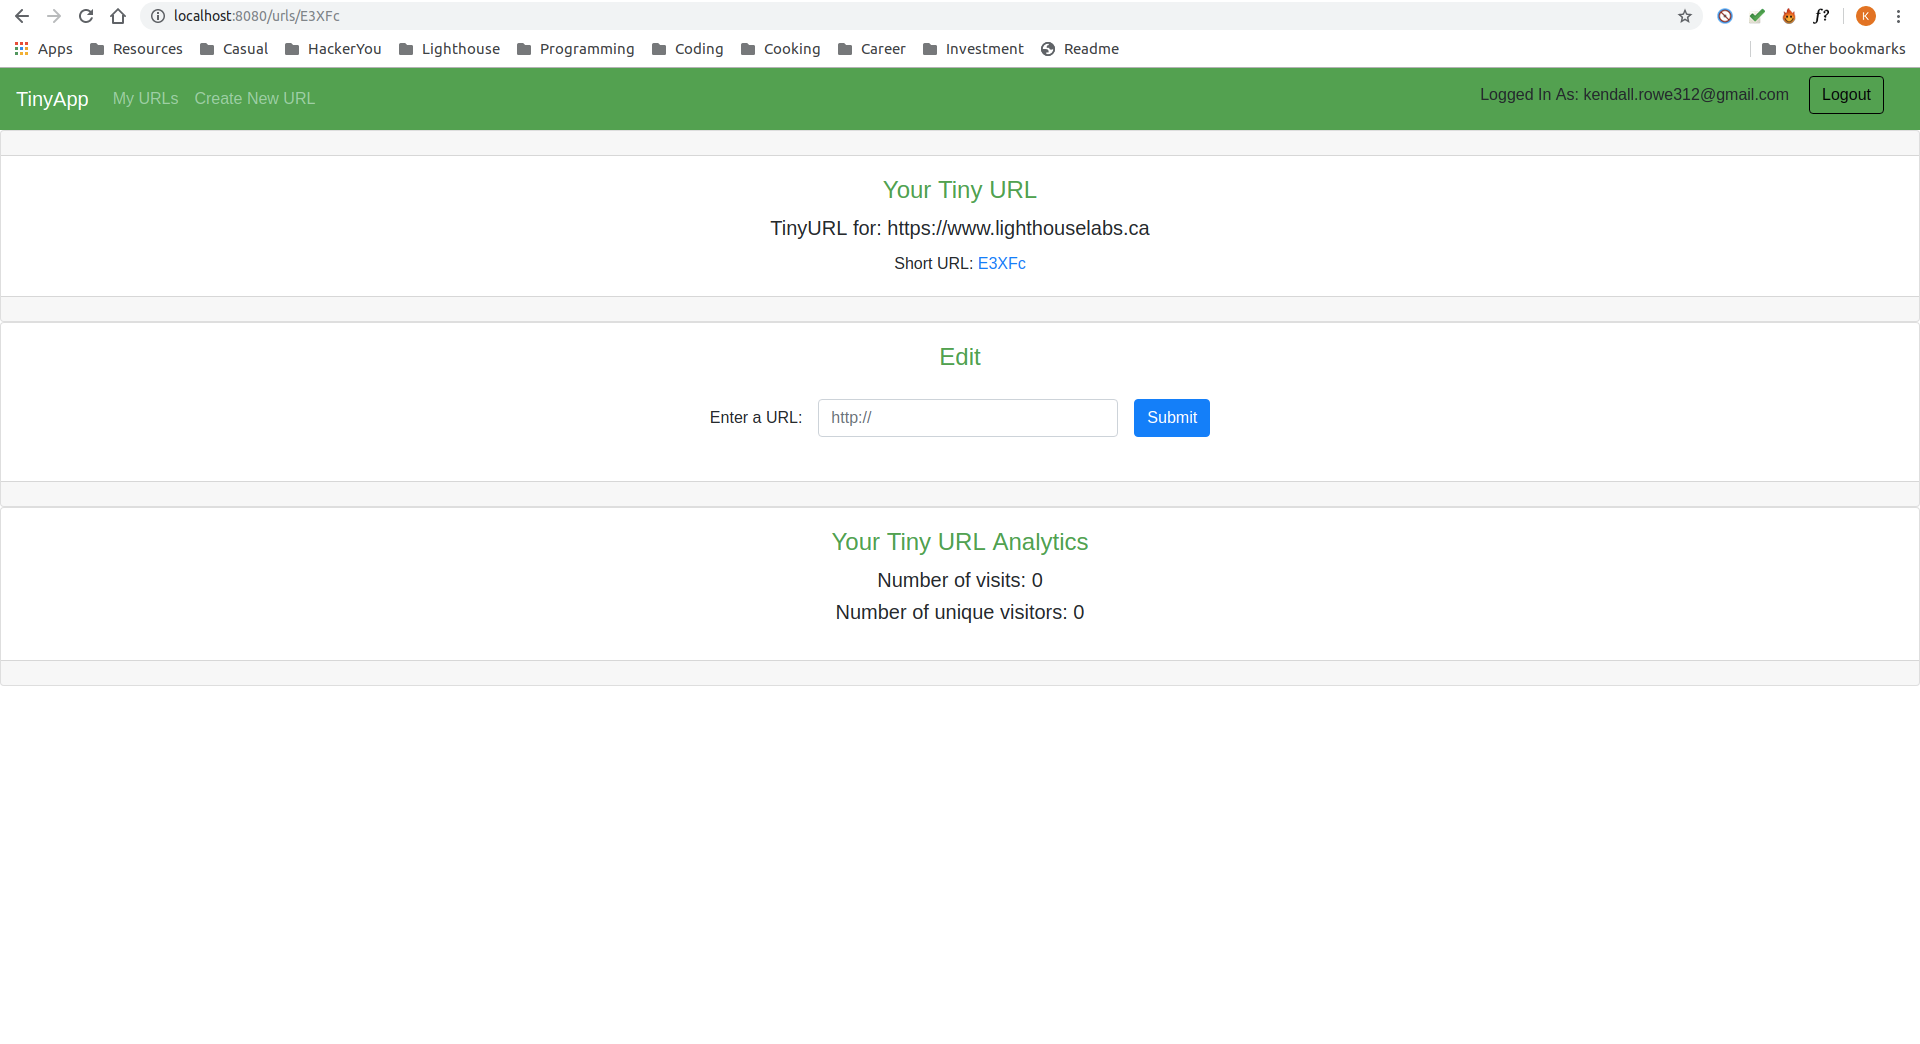 localhost:8080/urls/E3XFc
f?
K
Apps Resources Casual HackerYou Lighthouse Programming Coding Cooking Career Investment Readme Other bookmarks
TinyApp My URLs Create New URL Logged In As: kendall.rowe312@gmail.com Logout
Your Tiny URL
TinyURL for: https://www.lighthouselabs.ca
Short URL: E3XFc
Edit
Enter a URL: http:// Submit
Your Tiny URL Analytics
Number of visits: 0
Number of unique visitors: 0